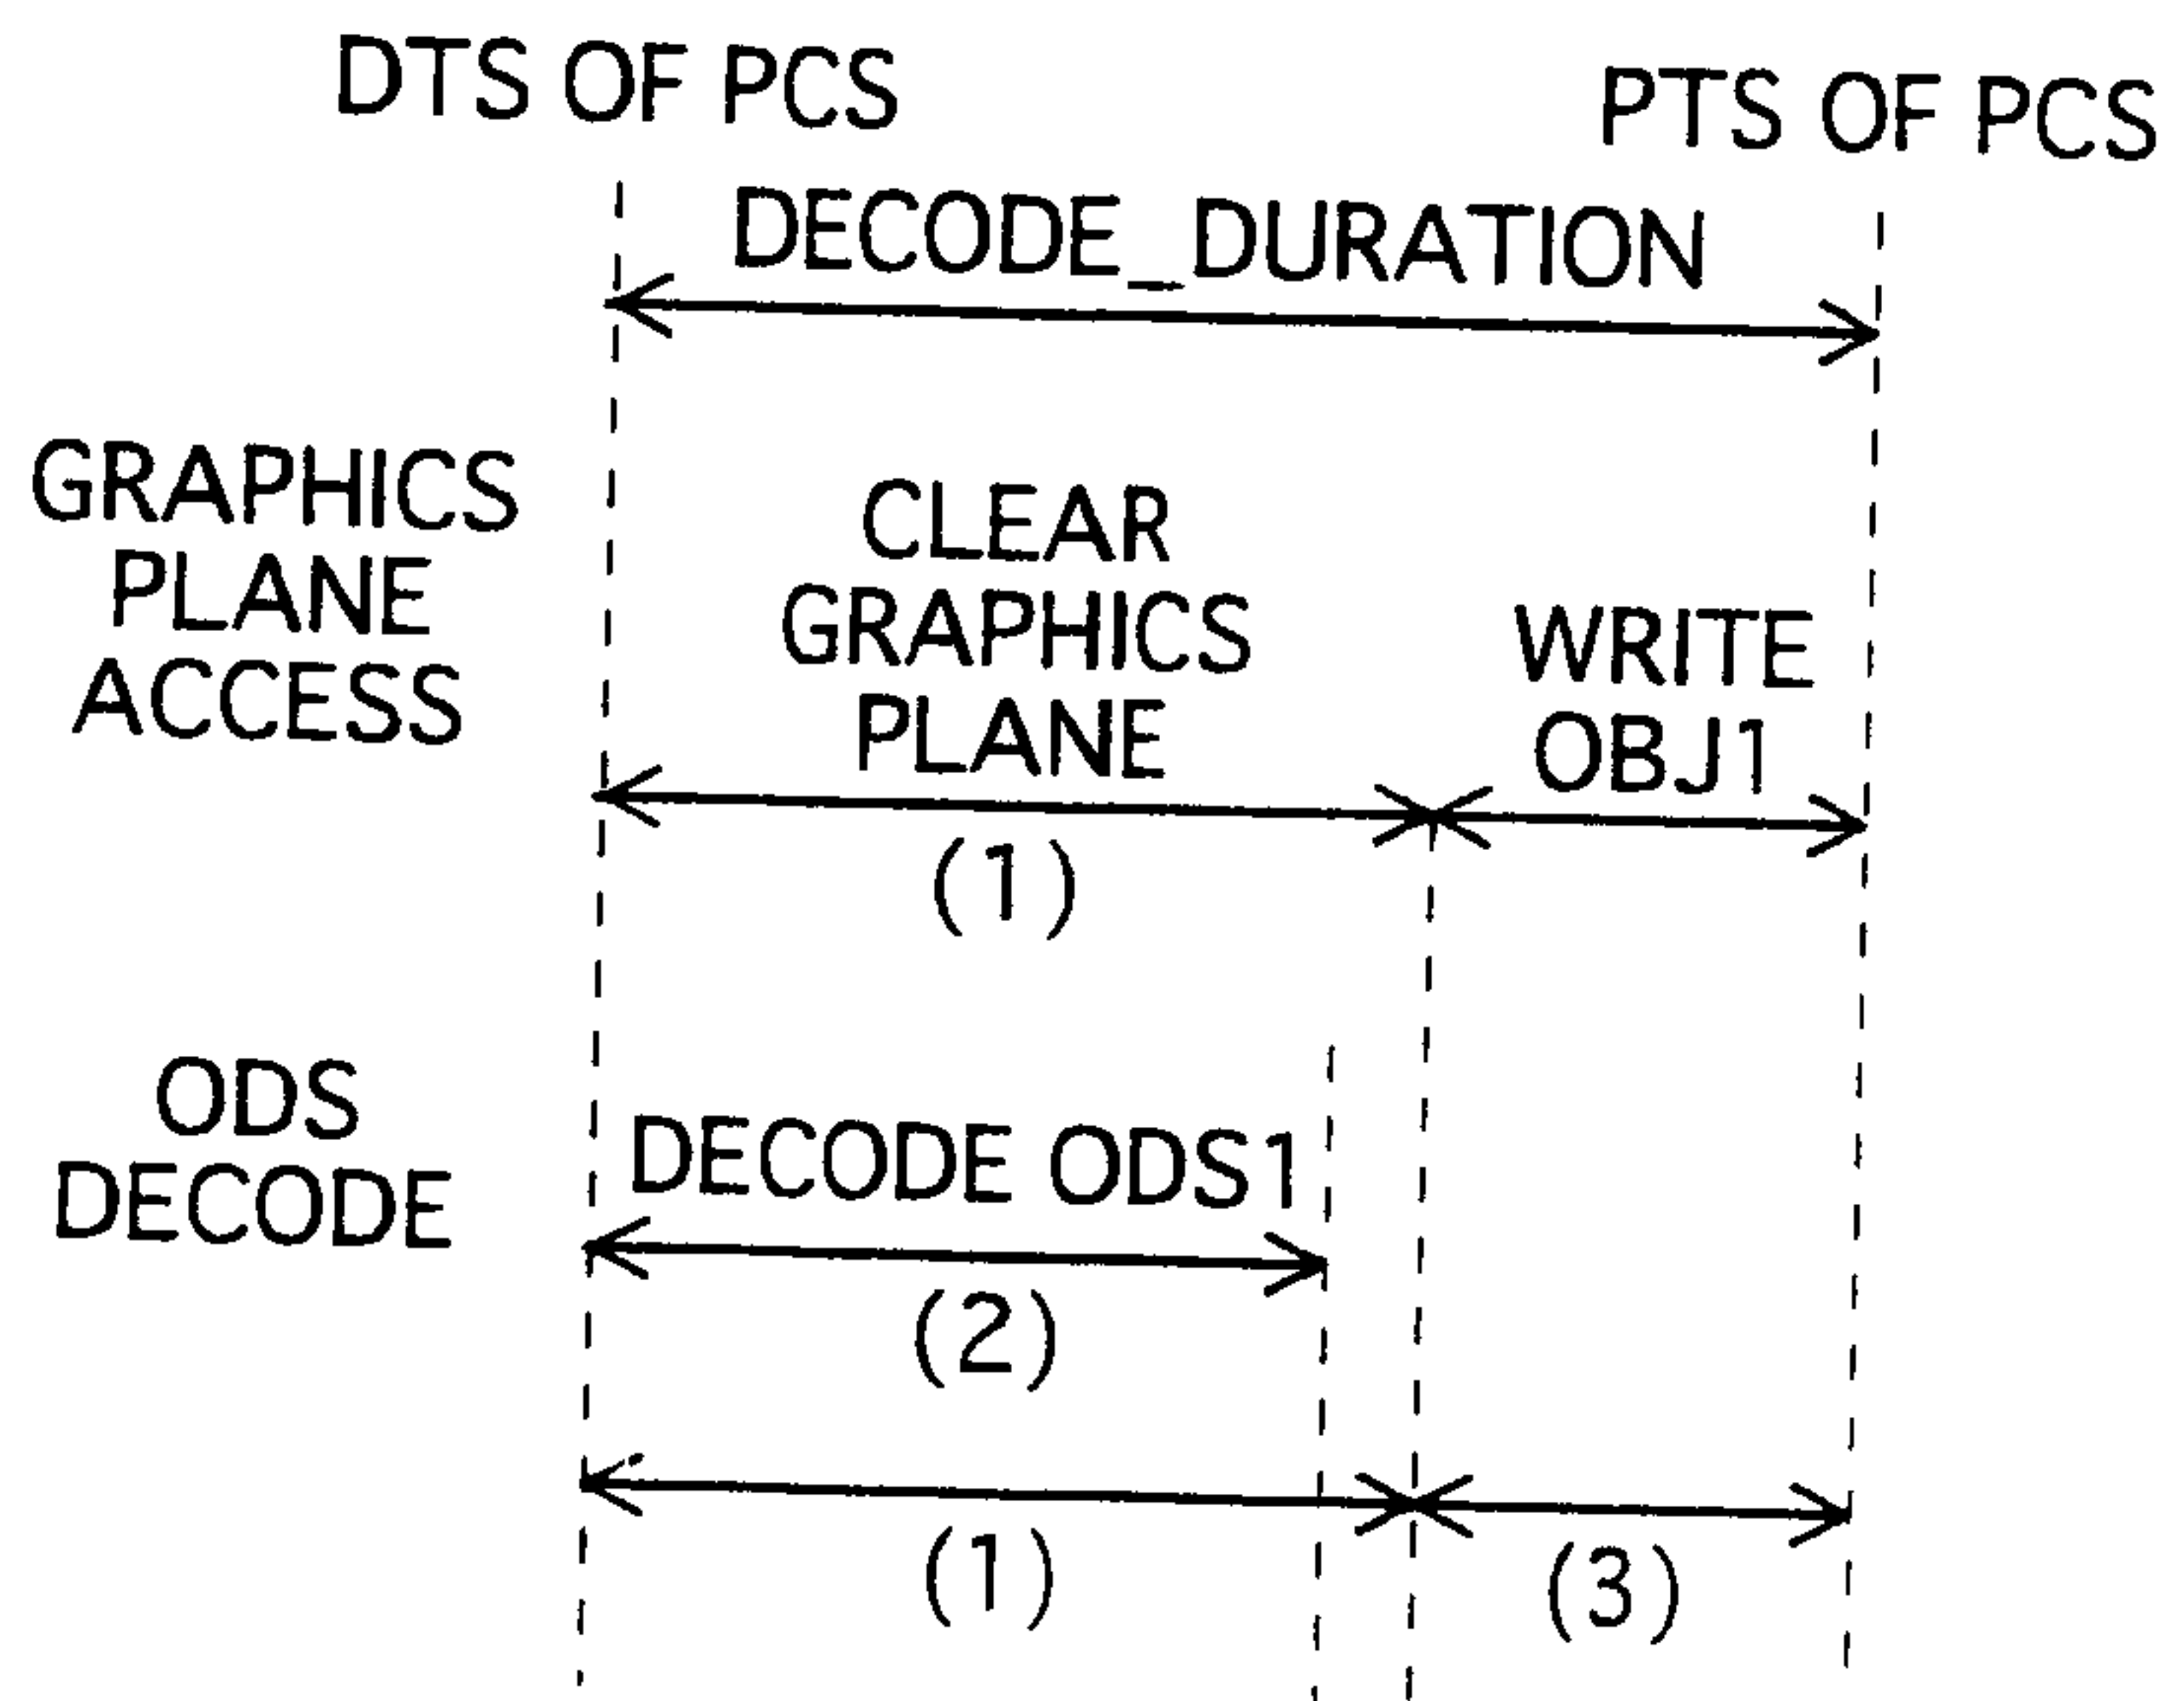 DTS OF PCS
PTS OF PCS
DECODE_DURATION
GRAPHICS
PLANE
ACCESS
CLEAR
GRAPHICS
PLANE
WRITE
OBJ1
(1)
ODS
DECODE
DECODE ODS1
(2)
(1)
(3)